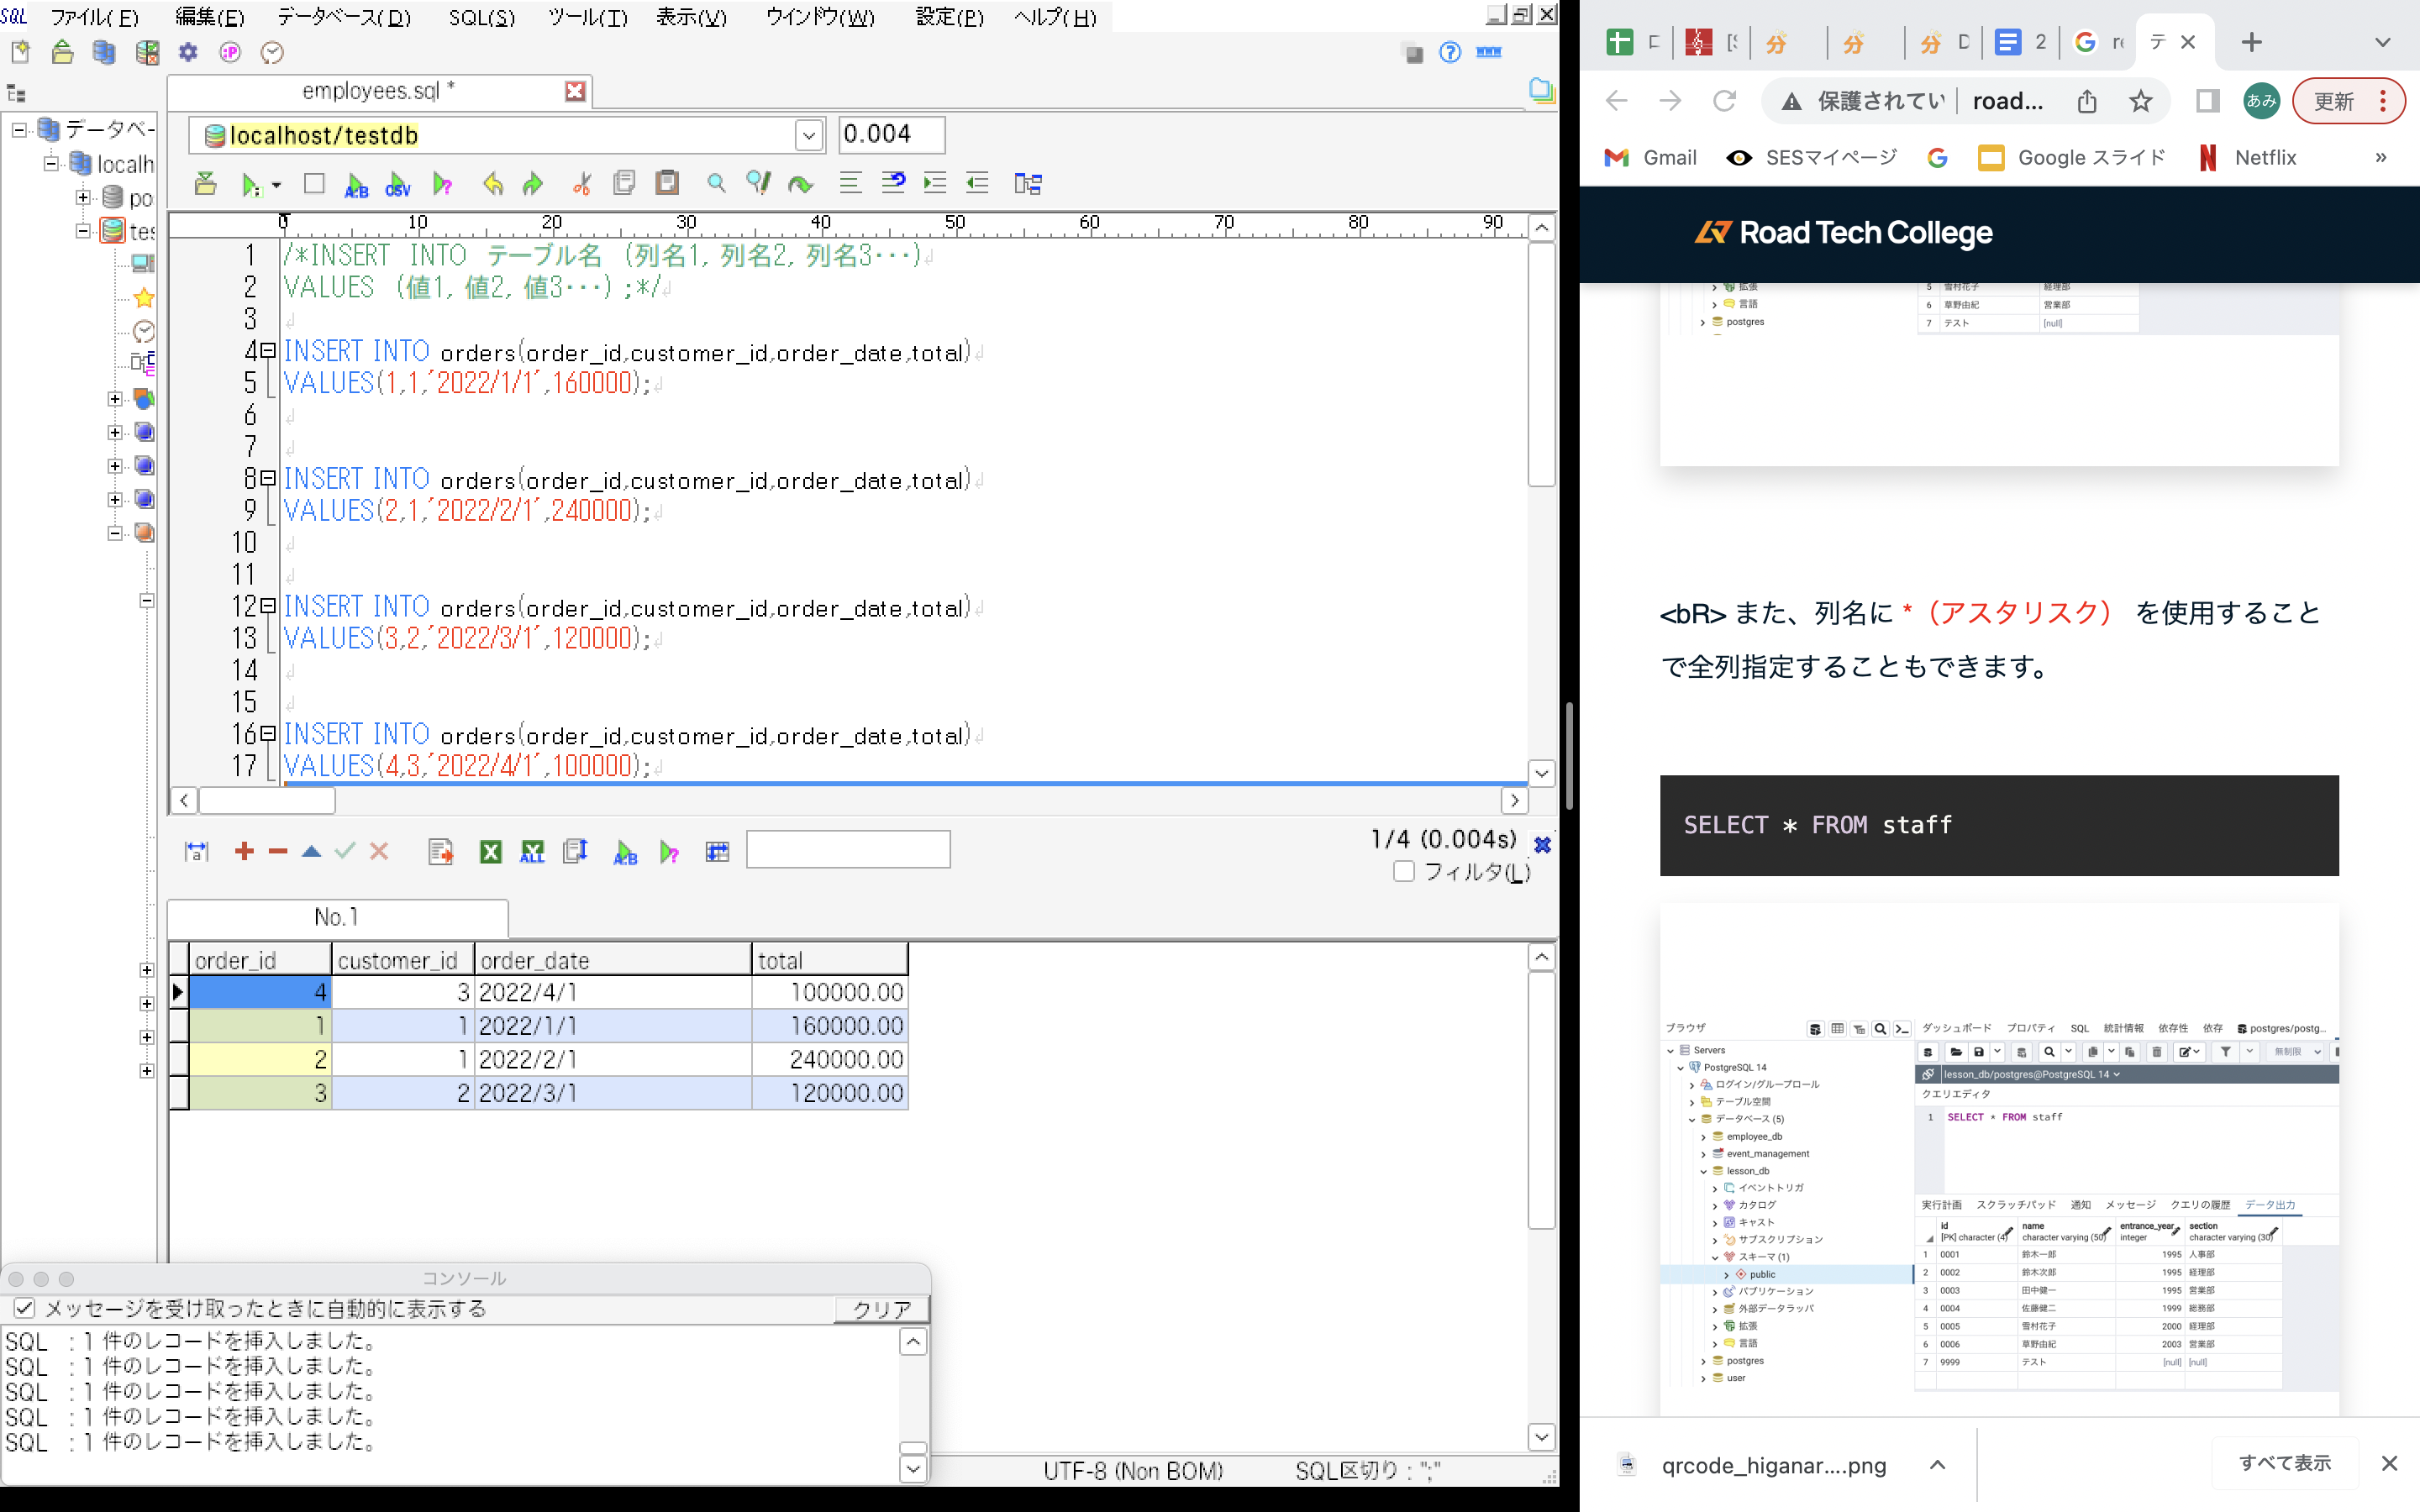 SQL ファイル(F) 編集(E) データベース(D) SQL(S) ツール(T) 表示(V) ウインドウ(W) 設定(P) ヘルプ(H)
employees.sql *
localhost/testdb 0.004
データベー
localh
po
tes
0 10 20 30 40 50 60 70 80 90
1 /*INSERT INTO テーブル名 (列名1, 列名2, 列名3･･･)
2 VALUES (値1, 値2, 値3･･･) ;*/
3
4 INSERT INTO orders(order_id,customer_id,order_date,total)
5 VALUES(1,1,'2022/1/1',160000);
6
7
8 INSERT INTO orders(order_id,customer_id,order_date,total)
9 VALUES(2,1,'2022/2/1',240000);
10
11
12 INSERT INTO orders(order_id,customer_id,order_date,total)
13 VALUES(3,2,'2022/3/1',120000);
14
15
16 INSERT INTO orders(order_id,customer_id,order_date,total)
17 VALUES(4,3,'2022/4/1',100000);
1/4 (0.004s)
フィルタ(L)
No.1
order_id customer_id order_date total
4 3 2022/4/1 100000.00
1 1 2022/1/1 160000.00
2 1 2022/2/1 240000.00
3 2 2022/3/1 120000.00
コンソール
メッセージを受け取ったときに自動的に表示する クリア
SQL : 1 件のレコードを挿入しました。
SQL : 1 件のレコードを挿入しました。
SQL : 1 件のレコードを挿入しました。
SQL : 1 件のレコードを挿入しました。
SQL : 1 件のレコードを挿入しました。
UTF-8 (Non BOM) SQL区切り : ";"
D 2 re テ
保護されてい road... あみ 更新
Gmail SESマイページ Google スライド Netflix »
Road Tech College
拡張
言語
postgres
5 雪村花子 経理部
6 草野由紀 営業部
7 テスト [null]
<bR> また、列名に *（アスタリスク） を使用すること
で全列指定することもできます。
SELECT * FROM staff
ブラウザ
ダッシュボード プロパティ SQL 統計情報 依存性 依存 postgres/postg...
Servers
PostgreSQL 14
ログイン/グループロール
テーブル空間
データベース (5)
employee_db
event_management
lesson_db
イベントトリガ
カタログ
キャスト
サブスクリプション
スキーマ (1)
public
パブリケーション
外部データラッパ
拡張
言語
postgres
user
無制限
lesson_db/postgres@PostgreSQL 14
クエリエディタ
1 SELECT * FROM staff
実行計画 スクラッチパッド 通知 メッセージ クエリの履歴 データ出力
id name entrance_year section
[PK] character (4) character varying (50) integer character varying (30)
1 0001 鈴木一郎 1995 人事部
2 0002 鈴木次郎 1995 経理部
3 0003 田中健一 1995 営業部
4 0004 佐藤健二 1999 総務部
5 0005 雪村花子 2000 経理部
6 0006 草野由紀 2003 営業部
7 9999 テスト [null] [null]
qrcode_higanar....png すべて表示